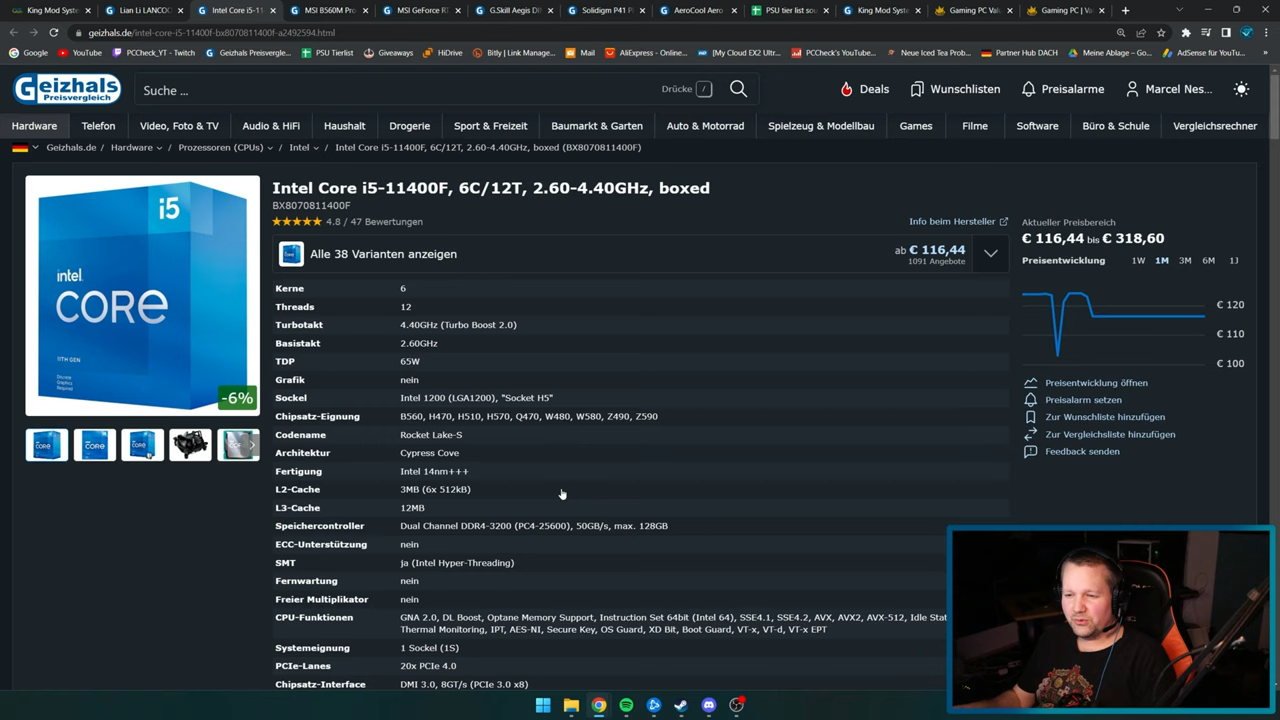 King Mod Syste
Lian Li LANCOO
Intel Core i5-11
MSI B560M Pro
MSI GeForce RT
G.Skill Aegis DI
Solidigm P41 P
AeroCool Aero
PSU tier list sou
King Mod Syste
Gaming PC Valu
Gaming PC | Va
geizhals.de/intel-core-i5-11400f-bx8070811400f-a2492594.html
Google
YouTube
PCCheck_YT - Twitch
Geizhals Preisvergle...
PSU Tierlist
Giveaways
HiDrive
Bitly | Link Manage...
Mail
AliExpress - Online...
[My Cloud EX2 Ultr...
PCCheck's YouTube...
Neue Iced Tea Prob...
Partner Hub DACH
Meine Ablage – Go...
AdSense für YouTu...
Geizhals
Preisvergleich
Suche ...
Drücke /
Deals
Wunschlisten
Preisalarme
Marcel Nes...
Hardware
Telefon
Video, Foto & TV
Audio & HiFi
Haushalt
Drogerie
Sport & Freizeit
Baumarkt & Garten
Auto & Motorrad
Spielzeug & Modellbau
Games
Filme
Software
Büro & Schule
Vergleichsrechner
Geizhals.de / Hardware / Prozessoren (CPUs) / Intel / Intel Core i5-11400F, 6C/12T, 2.60-4.40GHz, boxed (BX8070811400F)
i5
intel
CORE
11TH GEN
Discrete
Graphics
Required
-6%
Intel Core i5-11400F, 6C/12T, 2.60-4.40GHz, boxed
BX8070811400F
4.8 / 47 Bewertungen
Info beim Hersteller
Alle 38 Varianten anzeigen
ab € 116,44
1091 Angebote
Kerne 6
Threads 12
Turbotakt 4.40GHz (Turbo Boost 2.0)
Basistakt 2.60GHz
TDP 65W
Grafik nein
Sockel Intel 1200 (LGA1200), "Socket H5"
Chipsatz-Eignung B560, H470, H510, H570, Q470, W480, W580, Z490, Z590
Codename Rocket Lake-S
Architektur Cypress Cove
Fertigung Intel 14nm+++
L2-Cache 3MB (6x 512kB)
L3-Cache 12MB
Speichercontroller Dual Channel DDR4-3200 (PC4-25600), 50GB/s, max. 128GB
ECC-Unterstützung nein
SMT ja (Intel Hyper-Threading)
Fernwartung nein
Freier Multiplikator nein
CPU-Funktionen GNA 2.0, DL Boost, Optane Memory Support, Instruction Set 64bit (Intel 64), SSE4.1, SSE4.2, AVX, AVX2, AVX-512, Idle Stat
Thermal Monitoring, IPT, AES-NI, Secure Key, OS Guard, XD Bit, Boot Guard, VT-x, VT-d, VT-x EPT
Systemeignung 1 Sockel (1S)
PCIe-Lanes 20x PCIe 4.0
Chipsatz-Interface DMI 3.0, 8GT/s (PCIe 3.0 x8)
Aktueller Preisbereich
€ 116,44 bis € 318,60
Preisentwicklung 1W 1M 3M 6M 1J
€ 120
€ 110
€ 100
Preisentwicklung öffnen
Preisalarm setzen
Zur Wunschliste hinzufügen
Zur Vergleichsliste hinzufügen
Feedback senden